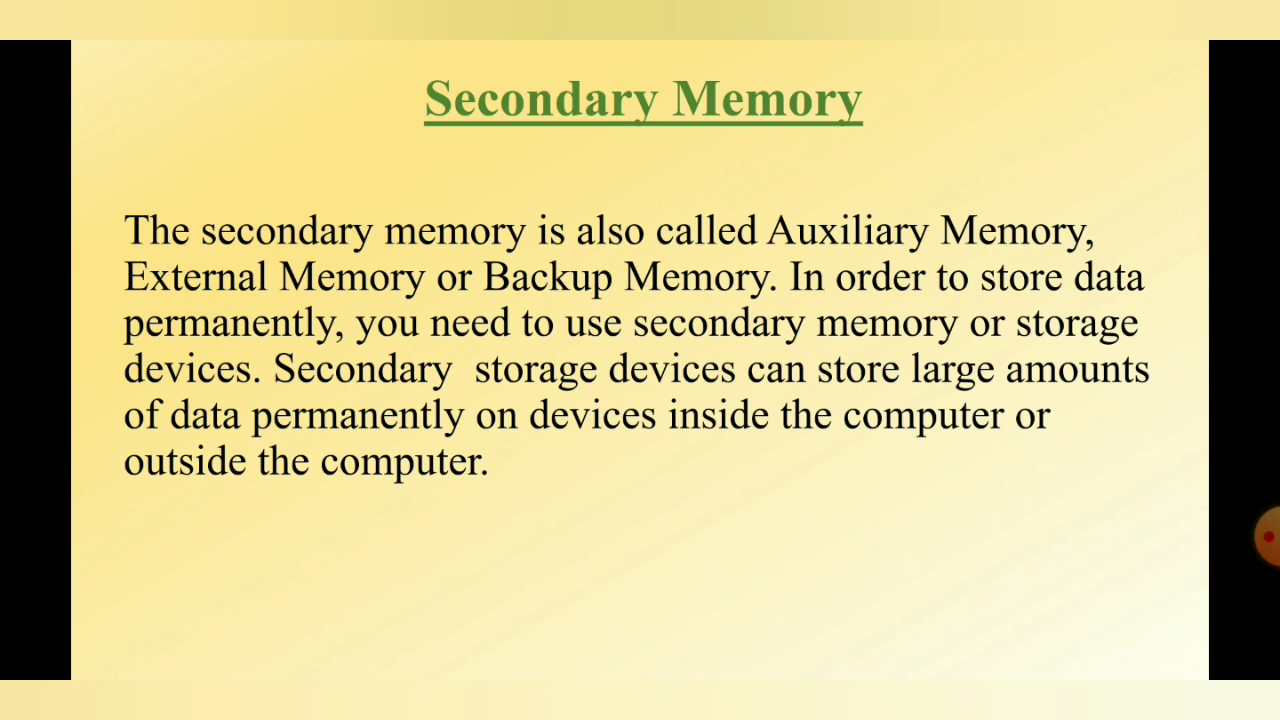 Secondary Memory
The secondary memory is also called Auxiliary Memory,
External Memory or Backup Memory. In order to store data
permanently, you need to use secondary memory or storage
devices. Secondary  storage devices can store large amounts
of data permanently on devices inside the computer or
outside the computer.